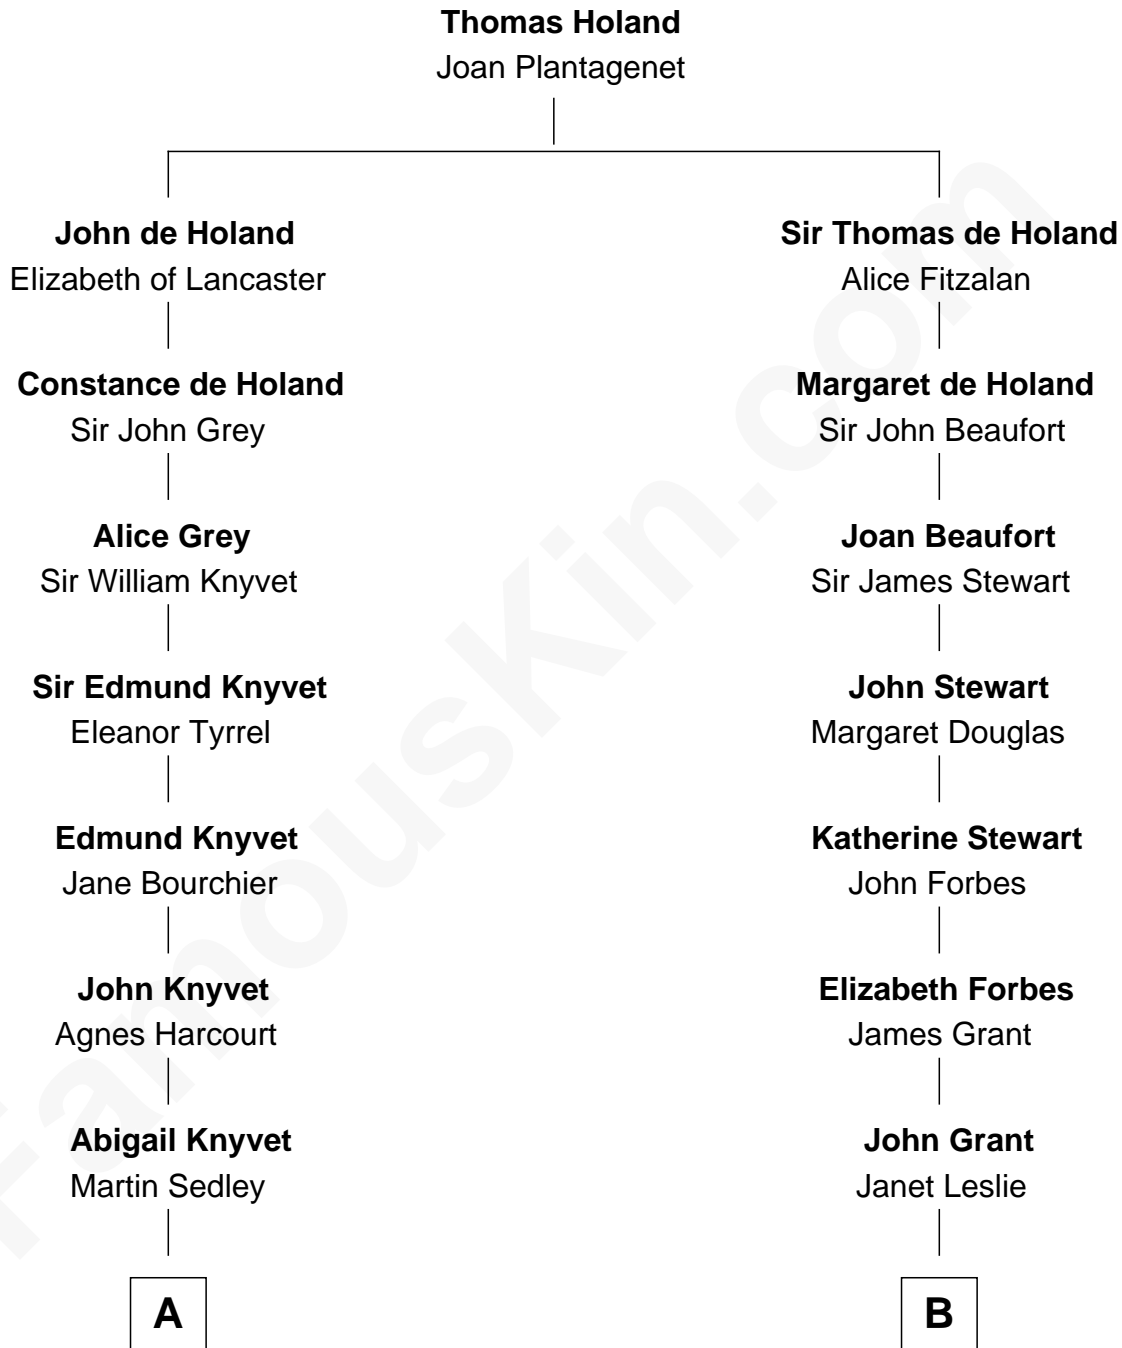 Thomas Holand
Joan Plantagenet
John de Holand
Elizabeth of Lancaster
Sir Thomas de Holand
Alice Fitzalan
Constance de Holand
Sir John Grey
Margaret de Holand
Sir John Beaufort
Alice Grey
Sir William Knyvet
Joan Beaufort
Sir James Stewart
Sir Edmund Knyvet
Eleanor Tyrrel
John Stewart
Margaret Douglas
Edmund Knyvet
Jane Bourchier
Katherine Stewart
John Forbes
John Knyvet
Agnes Harcourt
Elizabeth Forbes
James Grant
Abigail Knyvet
Martin Sedley
John Grant
Janet Leslie
A
B
FamousKin.com